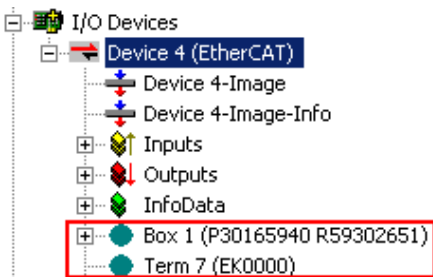 I/O Devices
Device 4 (EtherCAT)
Device 4-Image
Device 4-Image-Info
Inputs
Outputs
InfoData
Box 1 (P30165940 R59302651)
Term 7 (EK0000)